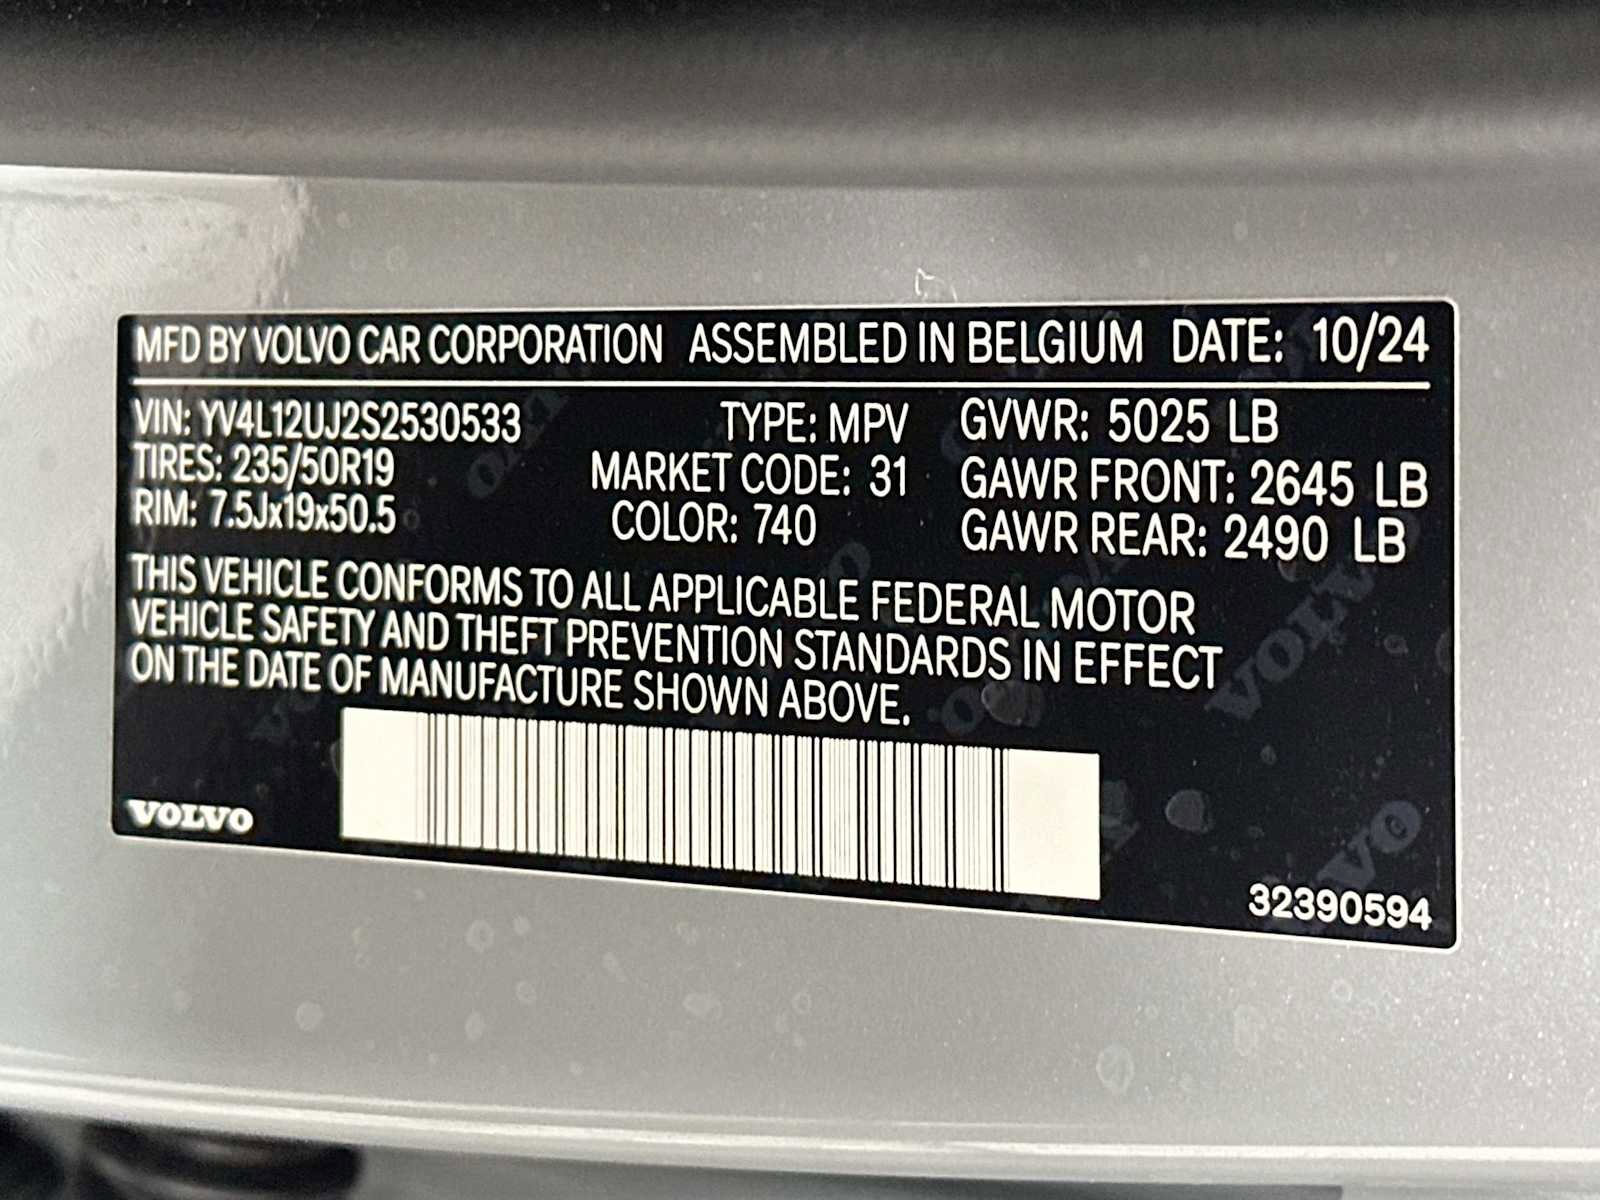 MFD BY VOLVO CAR CORPORATION ASSEMBLED IN BELGIUM DATE: 10/24
VIN: YV4L12UJ2S2530533 TYPE: MPV GVWR: 5025 LB
TIRES: 235/50R19 MARKET CODE: 31 GAWR FRONT: 2645 LB
RIM: 7.5Jx19x50.5 COLOR: 740 GAWR REAR: 2490 LB
THIS VEHICLE CONFORMS TO ALL APPLICABLE FEDERAL MOTOR
VEHICLE SAFETY AND THEFT PREVENTION STANDARDS IN EFFECT
ON THE DATE OF MANUFACTURE SHOWN ABOVE.
VOLVO
32390594